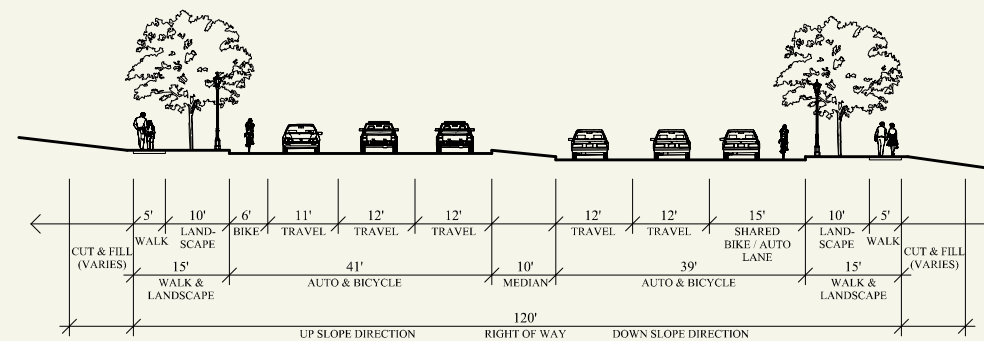 5' 10' 6' 11' 12' 12' 12' 12' 15' 10' 5'
WALK LAND-
SCAPE BIKE TRAVEL TRAVEL TRAVEL TRAVEL TRAVEL SHARED
BIKE / AUTO
LANE LAND-
SCAPE WALK
CUT & FILL
(VARIES) CUT & FILL
(VARIES)
15' 41' 10' 39' 15'
WALK &
LANDSCAPE AUTO & BICYCLE MEDIAN AUTO & BICYCLE WALK &
LANDSCAPE
120'
UP SLOPE DIRECTION RIGHT OF WAY DOWN SLOPE DIRECTION